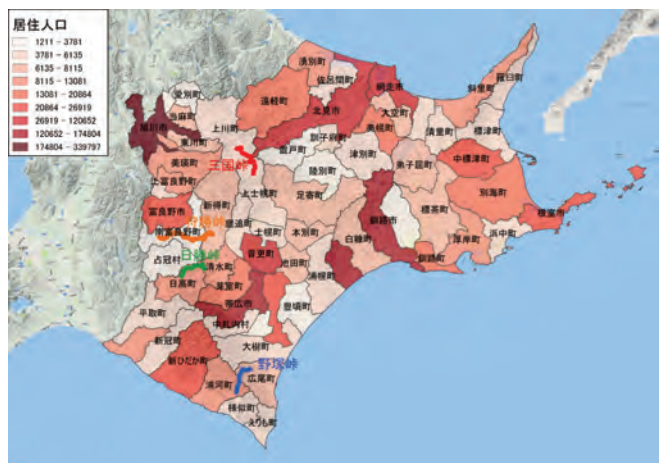 居住人口
1211 - 3781
3781 - 6135
6135 - 8115
8115 - 13081
13081 - 20864
20864 - 26919
26919 - 120652
120652 - 174804
174804 - 339797
湧別町
羅臼町
佐呂間町
網走市
斜里町
愛別町
遠軽町
北見市
大空町
当麻町
旭川市
上川町
訓子府町
美幌町
清里町
標津町
東川町
置戸町
津別町
三国峠
中標津町
美瑛町
陸別町
弟子屈町
上富良野町
上士幌町
足寄町
別海町
新得町
釧路市
標茶町
根室市
富良野市
鹿追町
士幌町
本別町
白糠町
厚岸町
浜中町
南富良野町
音更町
池田町
釧路町
日勝峠
占冠村
清水町
浦幌町
日高町
芽室町
帯広市
豊頃町
平取町
中札内村
新冠町
大樹町
新ひだか町
野塚峠
浦河町
広尾町
様似町
えりも町